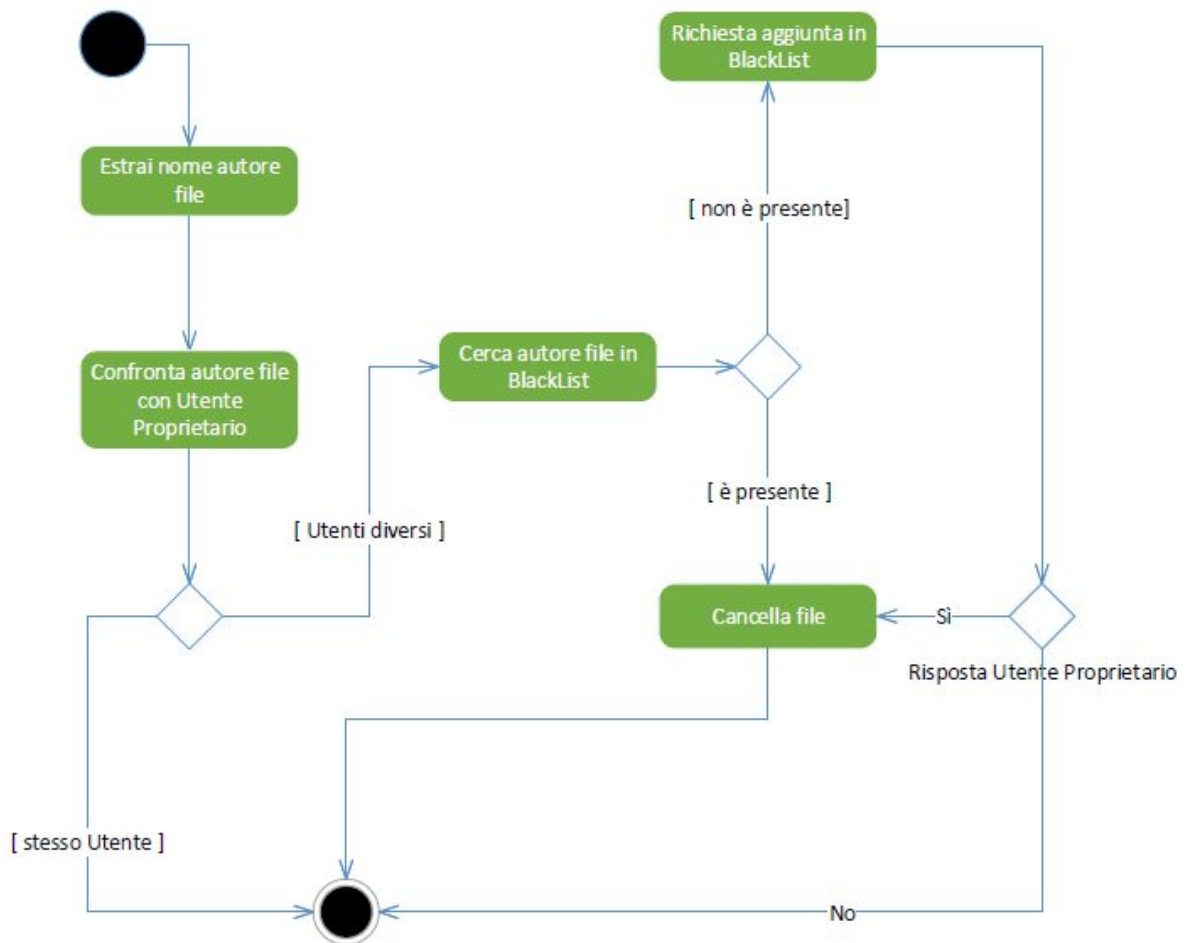 Richiesta aggiunta in
BlackList
Estrai nome autore
file
[ non è presente]
Confronta autore file
con Utente
Proprietario
Cerca autore file in
BlackList
[ è presente ]
[ Utenti diversi ]
Cancella file
Sì
Risposta Utente Proprietario
[ stesso Utente ]
No